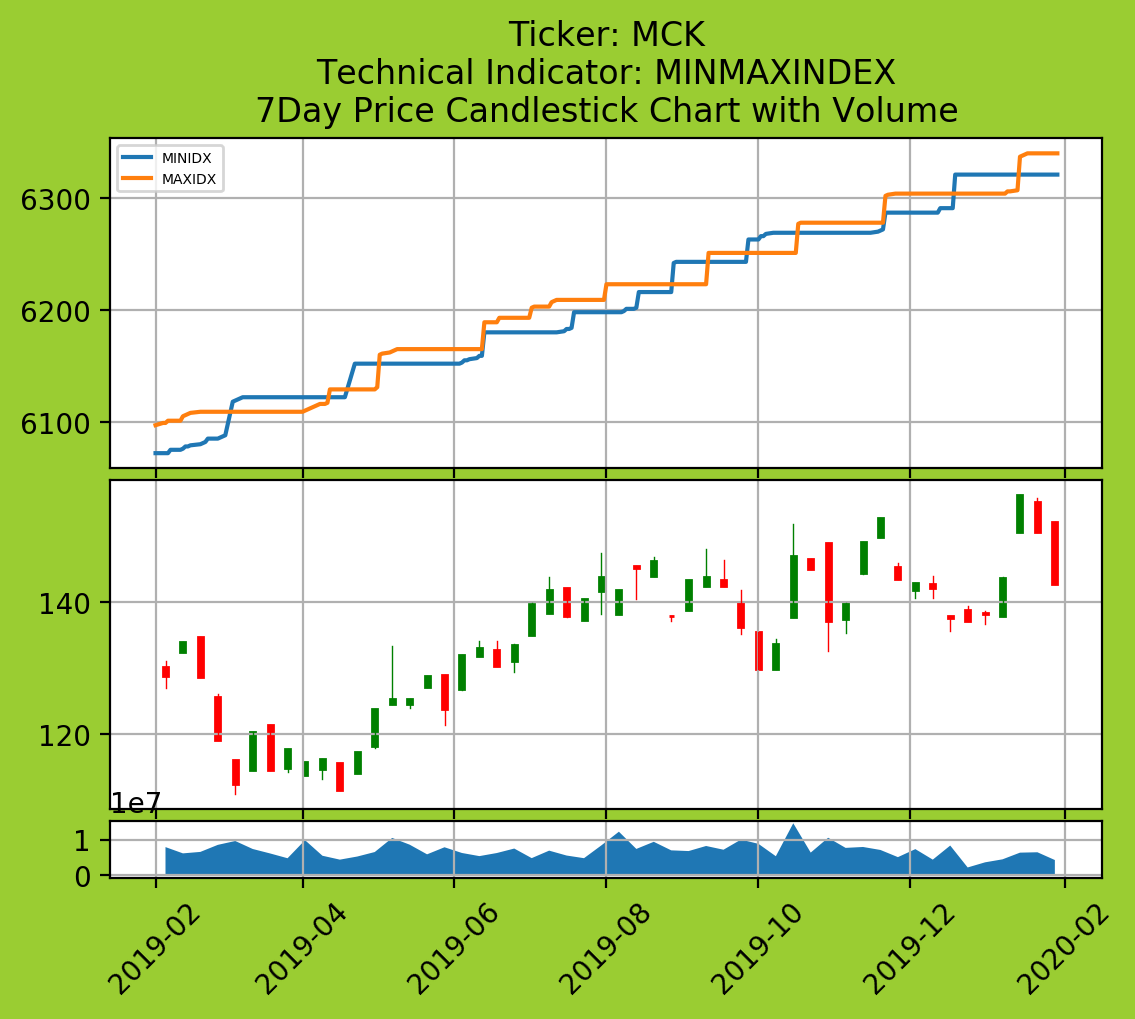 Ticker: MCK
Technical Indicator: MINMAXINDEX
7Day Price Candlestick Chart with Volume
MINIDX
MAXIDX
6300
6200
6100
140
120
1e7
1
0
2019-02
2019-04
2019-06
2019-08
2019-10
2019-12
2020-02